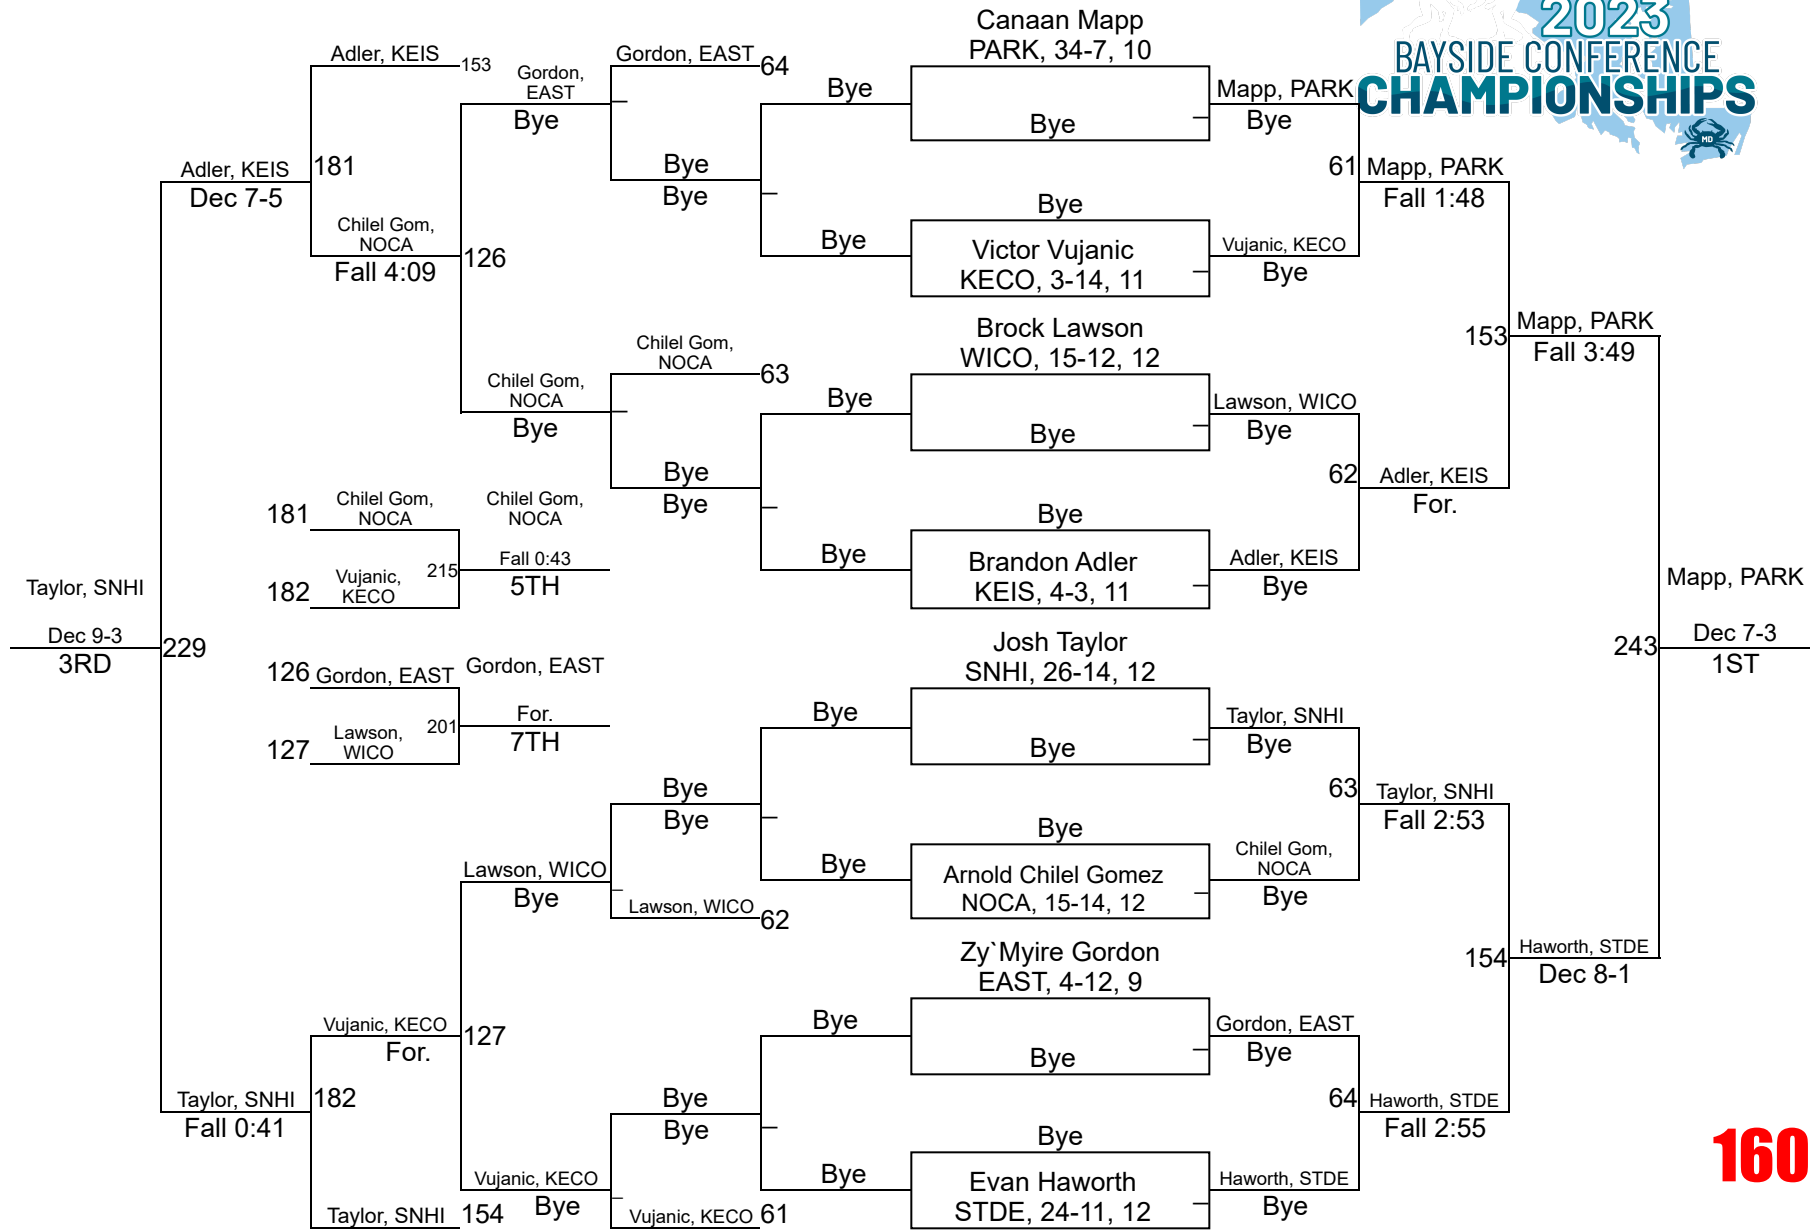 2023
BAYSIDE CONFERENCE
CHAMPIONSHIPS
MD
Canaan Mapp
PARK, 34-7, 10
Bye
Bye
Victor Vujanic
KECO, 3-14, 11
Brock Lawson
WICO, 15-12, 12
Bye
Bye
Brandon Adler
KEIS, 4-3, 11
Josh Taylor
SNHI, 26-14, 12
Bye
Bye
Arnold Chilel Gomez
NOCA, 15-14, 12
Zy`Myire Gordon
EAST, 4-12, 9
Bye
Bye
Evan Haworth
STDE, 24-11, 12
Mapp, PARK
Bye
61
Vujanic, KECO
Bye
Lawson, WICO
Bye
62
Adler, KEIS
Bye
Taylor, SNHI
Bye
63
Chilel Gom,
NOCA
Bye
Gordon, EAST
Bye
64
Haworth, STDE
Bye
Mapp, PARK
Fall 1:48
153
Adler, KEIS
For.
Taylor, SNHI
Fall 2:53
154
Haworth, STDE
Fall 2:55
Mapp, PARK
Fall 3:49
243
Haworth, STDE
Dec 8-1
Mapp, PARK
Dec 7-3
1ST
Bye
Bye
Bye
Bye
Bye
Bye
Bye
Bye
Gordon, EAST
64
Bye
Bye
Chilel Gom,
NOCA
63
Bye
Bye
Bye
Bye
Lawson, WICO
62
Bye
Bye
Vujanic, KECO
61
Gordon,
EAST
Bye
126
Chilel Gom,
NOCA
Bye
Lawson, WICO
Bye
127
Vujanic, KECO
Bye
Adler, KEIS
153
181
Chilel Gom,
NOCA
Fall 4:09
181
Chilel Gom,
NOCA
182
Vujanic,
KECO
215
Chilel Gom,
NOCA
Fall 0:43
5TH
126
Gordon, EAST
127
Lawson,
WICO
201
Gordon, EAST
For.
7TH
Vujanic, KECO
For.
182
Taylor, SNHI
154
Adler, KEIS
Dec 7-5
229
Taylor, SNHI
Fall 0:41
Taylor, SNHI
Dec 9-3
3RD
160